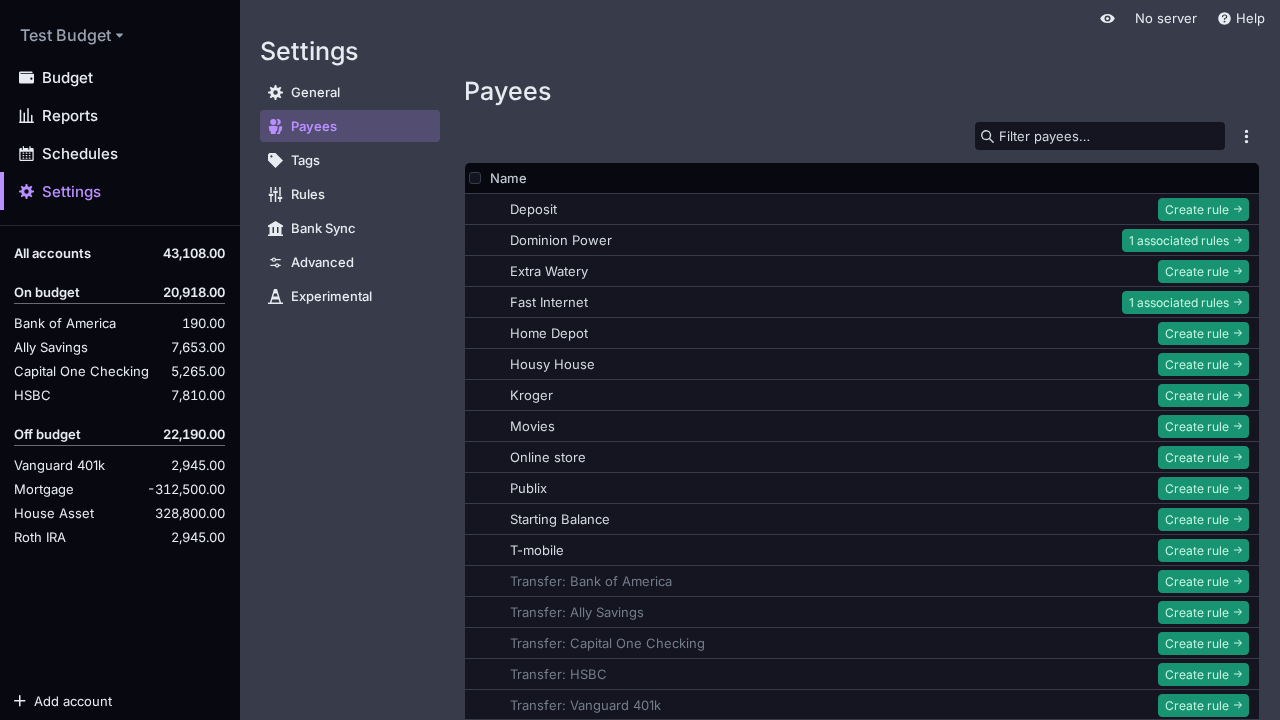 Test Budget
Budget
Reports
Schedules
Settings
All accounts 43,108.00
On budget 20,918.00
Bank of America 190.00
Ally Savings 7,653.00
Capital One Checking 5,265.00
HSBC 7,810.00
Off budget 22,190.00
Vanguard 401k 2,945.00
Mortgage -312,500.00
House Asset 328,800.00
Roth IRA 2,945.00
Add account
No server
Help
Settings
General
Payees
Tags
Rules
Bank Sync
Advanced
Experimental
Payees
Filter payees...
Name
Deposit Create rule
Dominion Power 1 associated rules
Extra Watery Create rule
Fast Internet 1 associated rules
Home Depot Create rule
Housy House Create rule
Kroger Create rule
Movies Create rule
Online store Create rule
Publix Create rule
Starting Balance Create rule
T-mobile Create rule
Transfer: Bank of America Create rule
Transfer: Ally Savings Create rule
Transfer: Capital One Checking Create rule
Transfer: HSBC Create rule
Transfer: Vanguard 401k Create rule